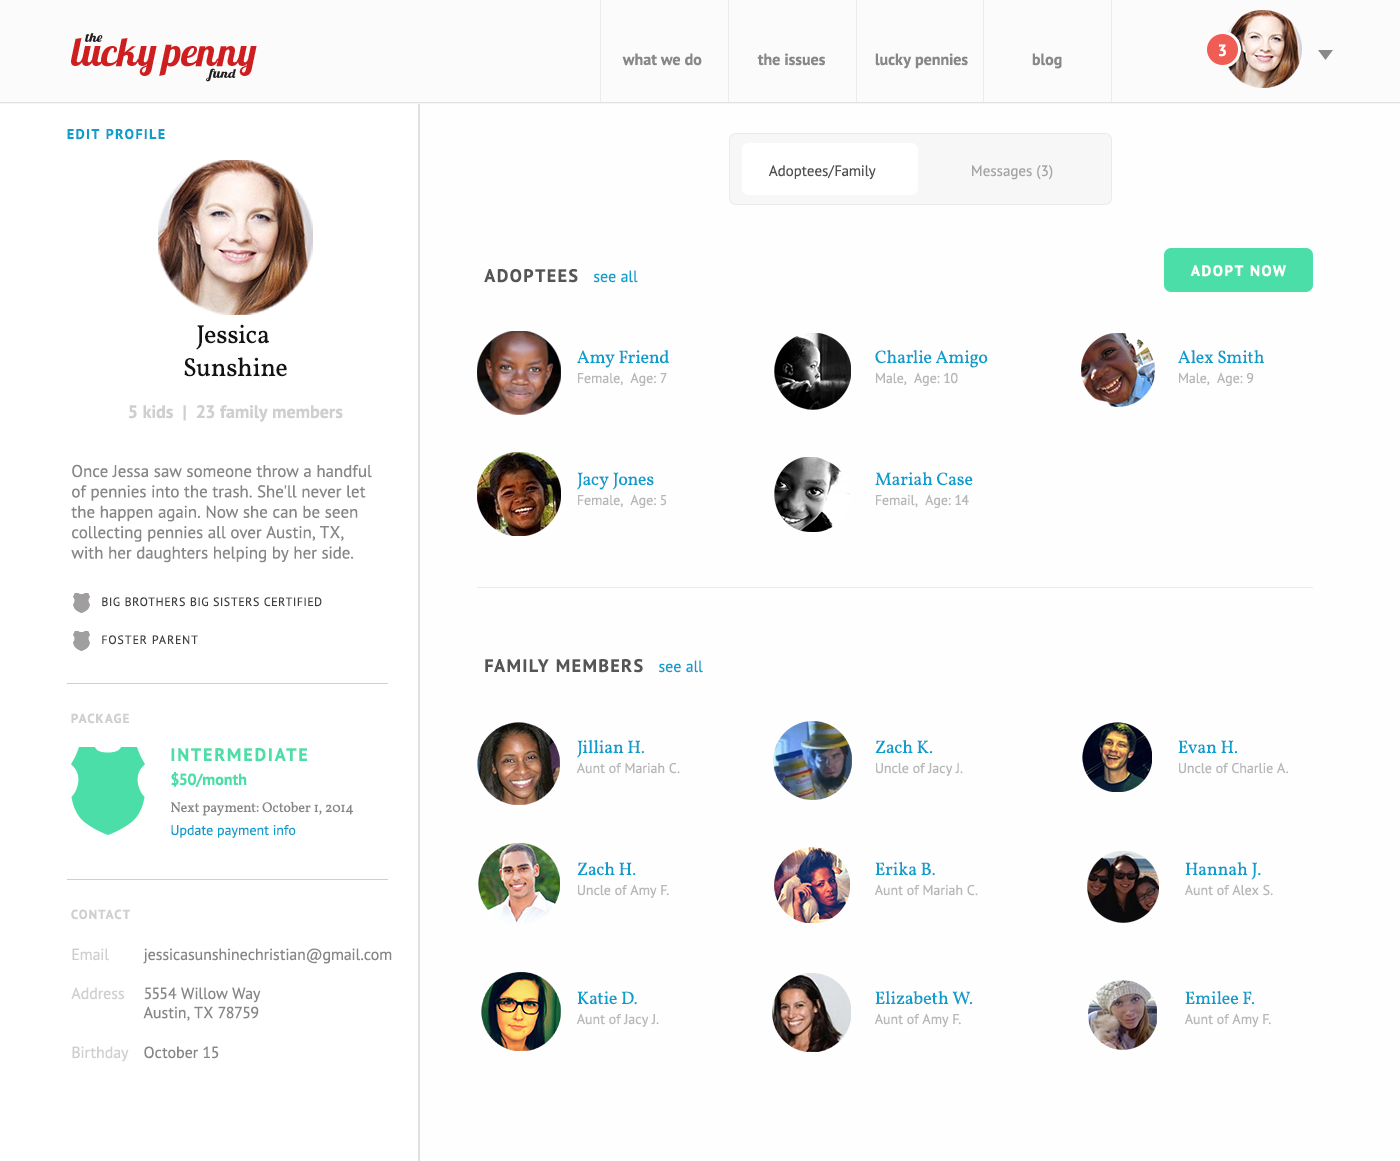 the
lucky penny
fund
what we do
the issues
lucky pennies
blog
3
EDIT PROFILE
Jessica
Sunshine
5 kids | 23 family members
Once Jessa saw someone throw a handful
of pennies into the trash. She'll never let
the happen again. Now she can be seen
collecting pennies all over Austin, TX,
with her daughters helping by her side.
BIG BROTHERS BIG SISTERS CERTIFIED
FOSTER PARENT
PACKAGE
INTERMEDIATE
$50/month
Next payment: October 1, 2014
Update payment info
CONTACT
Email jessicasunshinechristian@gmail.com
Address 5554 Willow Way
Austin, TX 78759
Birthday October 15
Adoptees/Family
Messages (3)
ADOPTEES see all
ADOPT NOW
Amy Friend
Female, Age: 7
Charlie Amigo
Male, Age: 10
Alex Smith
Male, Age: 9
Jacy Jones
Female, Age: 5
Mariah Case
Femail, Age: 14
FAMILY MEMBERS see all
Jillian H.
Aunt of Mariah C.
Zach K.
Uncle of Jacy J.
Evan H.
Uncle of Charlie A.
Zach H.
Uncle of Amy F.
Erika B.
Aunt of Mariah C.
Hannah J.
Aunt of Alex S.
Katie D.
Aunt of Jacy J.
Elizabeth W.
Aunt of Amy F.
Emilee F.
Aunt of Amy F.